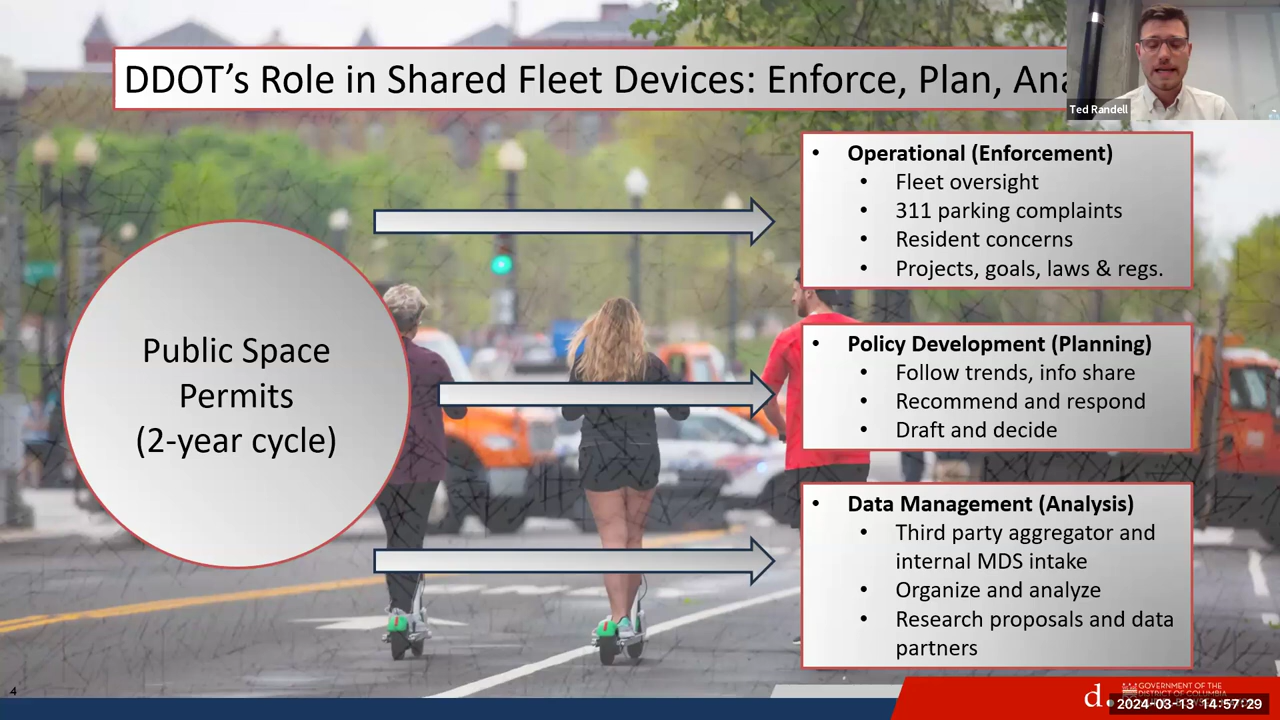 DDOT's Role in Shared Fleet Devices: Enforce, Plan, Ana
Ted Randell
Public Space
Permits
(2-year cycle)
• Operational (Enforcement)
• Fleet oversight
• 311 parking complaints
• Resident concerns
• Projects, goals, laws & regs.
• Policy Development (Planning)
• Follow trends, info share
• Recommend and respond
• Draft and decide
• Data Management (Analysis)
• Third party aggregator and
internal MDS intake
• Organize and analyze
• Research proposals and data
partners
4
d.
GOVERNMENT OF THE
DISTRICT OF COLUMBIA
2024-03-13 14:57:29